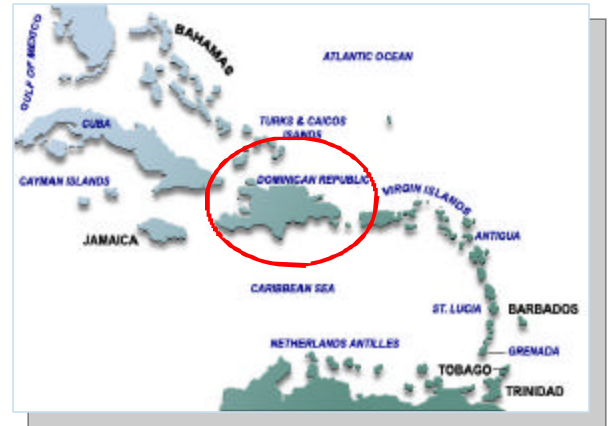 GULF OF MEXICO
BAHAMAS
ATLANTIC OCEAN
CUBA
TURKS & CAICOS
ISANDS
CAYMAN ISLANDS
DOMINICAN REPUBLIC
VIRGIN ISLANDS
JAMAICA
ANTIGUA
CARIBBEAN SEA
ST. LUCIA
BARBADOS
NETHERLANDS ANTILLES
GRENADA
TOBAGO
TRINIDAD